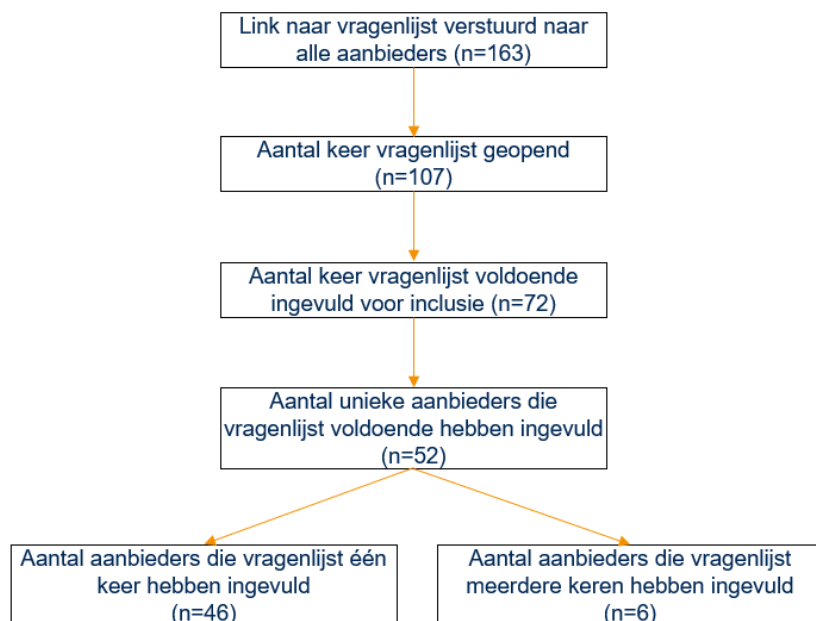 Link naar vragenlijst verstuurd naar
alle aanbieders (n=163)
Aantal keer vragenlijst geopend
(n=107)
Aantal keer vragenlijst voldoende
ingevuld voor inclusie (n=72)
Aantal unieke aanbieders die
vragenlijst voldoende hebben ingevuld
(n=52)
Aantal aanbieders die vragenlijst één
keer hebben ingevuld
(n=46)
Aantal aanbieders die vragenlijst
meerdere keren hebben ingevuld
(n=6)